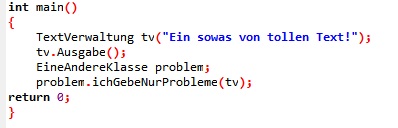 int main()
{
    TextVerwaltung tv("Ein sowas von tollen Text!");
    tv.Ausgabe();
    EineAndereKlasse problem;
    problem.ichGebeNurProbleme(tv);
return 0;
}